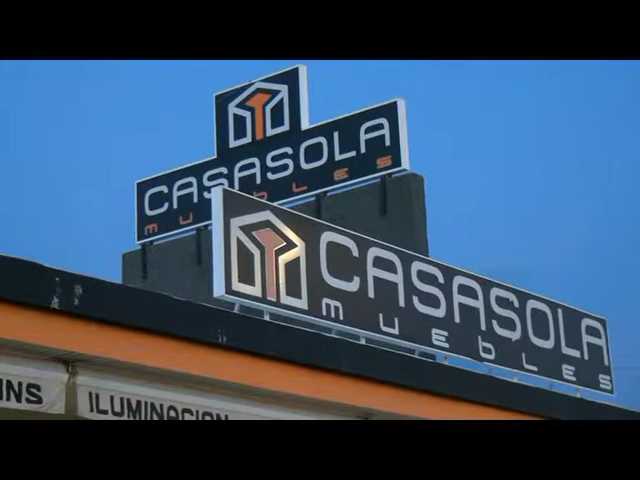 CASASOLA
muebles
CASASOLA
muebles
INS
ILUMINACION